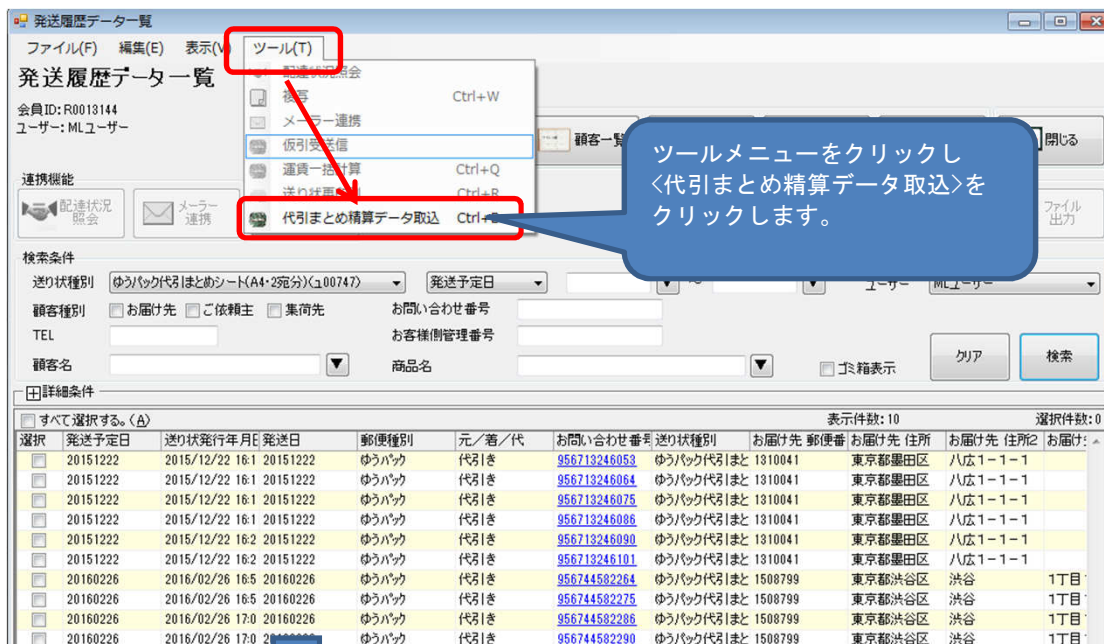 発送履歴データ一覧
ファイル(F) 編集(E) 表示(V) ツール(T)
発送履歴データ一覧
会員ID:R0013144
ユーザー:MLユーザー
配達状況照会
複写 Ctrl+W
メーラー連携
仮引受送信
運賃一括計算 Ctrl+Q
送り状再 Ctrl+R
代引まとめ精算データ取込
顧客一覧
閉じる
ツールメニューをクリックし
<代引まとめ精算データ取込>を
クリックします。
連携機能
配達状況
照会
メーラー
連携
ファイル
出力
検索条件
送り状種別 ゆうパック代引まとめシート(A4・2宛分)(ュ00747) 発送予定日 ～ ユーザー MLユーザー
顧客種別 お届け先 ご依頼主 集荷先 お問い合わせ番号
TEL お客様側管理番号
顧客名 商品名 ゴミ箱表示 クリア 検索
詳細条件
すべて選択する。(A) 表示件数:10 選択件数:0
選択 発送予定日 送り状発行年月日 発送日 郵便種別 元/着/代 お問い合わせ番号 送り状種別 お届け先 郵便番 お届け先 住所 お届け先 住所2 お届け
20151222 2015/12/22 16:1 20151222 ゆうパック 代引き 956713246053 ゆうパック代引まと 1310041 東京都墨田区 八広1-1-1
20151222 2015/12/22 16:1 20151222 ゆうパック 代引き 956713246064 ゆうパック代引まと 1310041 東京都墨田区 八広1-1-1
20151222 2015/12/22 16:1 20151222 ゆうパック 代引き 956713246075 ゆうパック代引まと 1310041 東京都墨田区 八広1-1-1
20151222 2015/12/22 16:1 20151222 ゆうパック 代引き 956713246086 ゆうパック代引まと 1310041 東京都墨田区 八広1-1-1
20151222 2015/12/22 16:2 20151222 ゆうパック 代引き 956713246090 ゆうパック代引まと 1310041 東京都墨田区 八広1-1-1
20151222 2015/12/22 16:2 20151222 ゆうパック 代引き 956713246101 ゆうパック代引まと 1310041 東京都墨田区 八広1-1-1
20160226 2016/02/26 16:5 20160226 ゆうパック 代引き 956744582264 ゆうパック代引まと 1508799 東京都渋谷区 渋谷 1丁目
20160226 2016/02/26 16:5 20160226 ゆうパック 代引き 956744582275 ゆうパック代引まと 1508799 東京都渋谷区 渋谷 1丁目
20160226 2016/02/26 17:0 20160226 ゆうパック 代引き 956744582286 ゆうパック代引まと 1508799 東京都渋谷区 渋谷 1丁目
20160226 2016/02/26 17:0 ゆうパック 代引き 956744582290 ゆうパック代引まと 1508799 東京都渋谷区 渋谷 1丁目